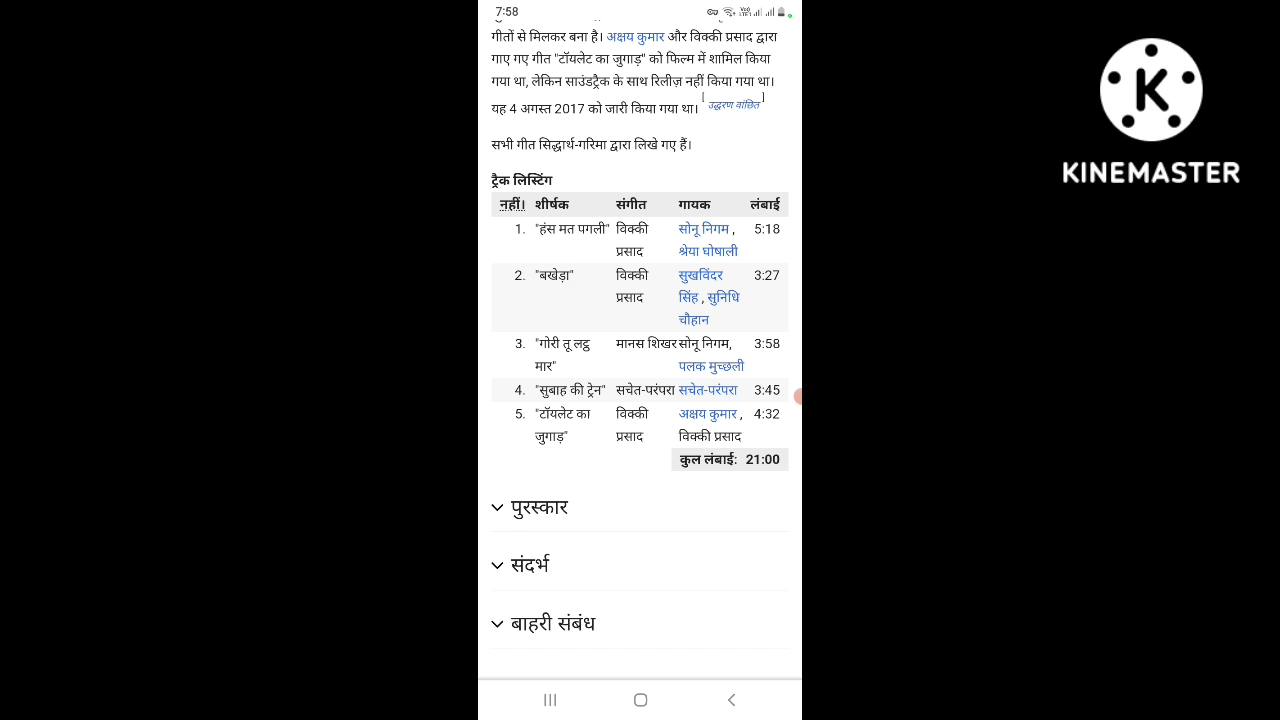 7:58
गीतों से मिलकर बना है। अक्षय कुमार और विक्की प्रसाद द्वारा
गाए गए गीत "टॉयलेट का जुगाड़" को फिल्म में शामिल किया
गया था, लेकिन साउंडट्रैक के साथ रिलीज़ नहीं किया गया था।
यह 4 अगस्त 2017 को जारी किया गया था। [ उद्धरण वांछित ]
सभी गीत सिद्धार्थ-गरिमा द्वारा लिखे गए हैं।
ट्रैक लिस्टिंग
नहीं। शीर्षक संगीत गायक लंबाई
1. "हंस मत पगली" विक्की सोनू निगम , 5:18
प्रसाद श्रेया घोषाली
2. "बखेड़ा" विक्की सुखविंदर 3:27
प्रसाद सिंह , सुनिधि
चौहान
3. "गोरी तू लट्ठ मानस शिखर सोनू निगम, 3:58
मार" पलक मुच्छली
4. "सुबाह की ट्रेन" सचेत-परंपरा सचेत-परंपरा 3:45
5. "टॉयलेट का विक्की अक्षय कुमार , 4:32
जुगाड़" प्रसाद विक्की प्रसाद
कुल लंबाई: 21:00
पुरस्कार
संदर्भ
बाहरी संबंध
K
KINEMASTER